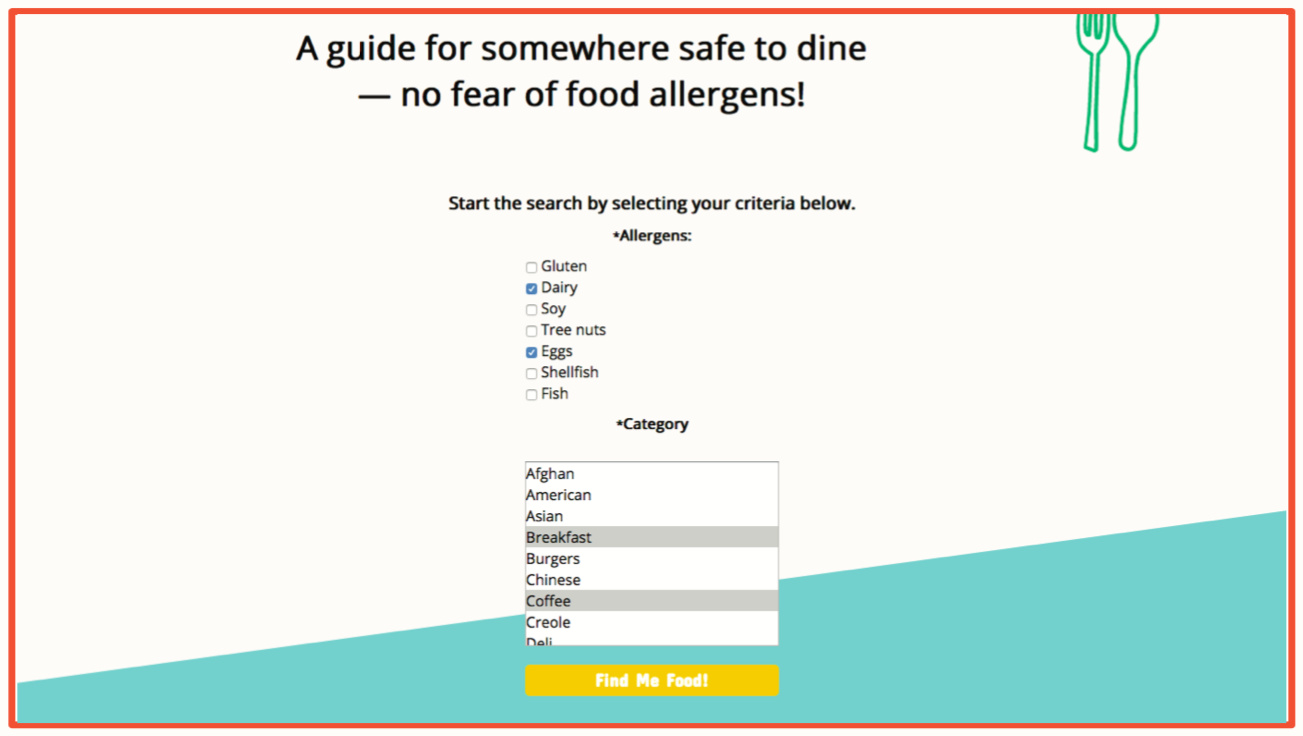 A guide for somewhere safe to dine
— no fear of food allergens!
Start the search by selecting your criteria below.
*Allergens:
Gluten
Dairy
Soy
Tree nuts
Eggs
Shellfish
Fish
*Category
Afghan
American
Asian
Breakfast
Burgers
Chinese
Coffee
Creole
Deli
Find Me Food!